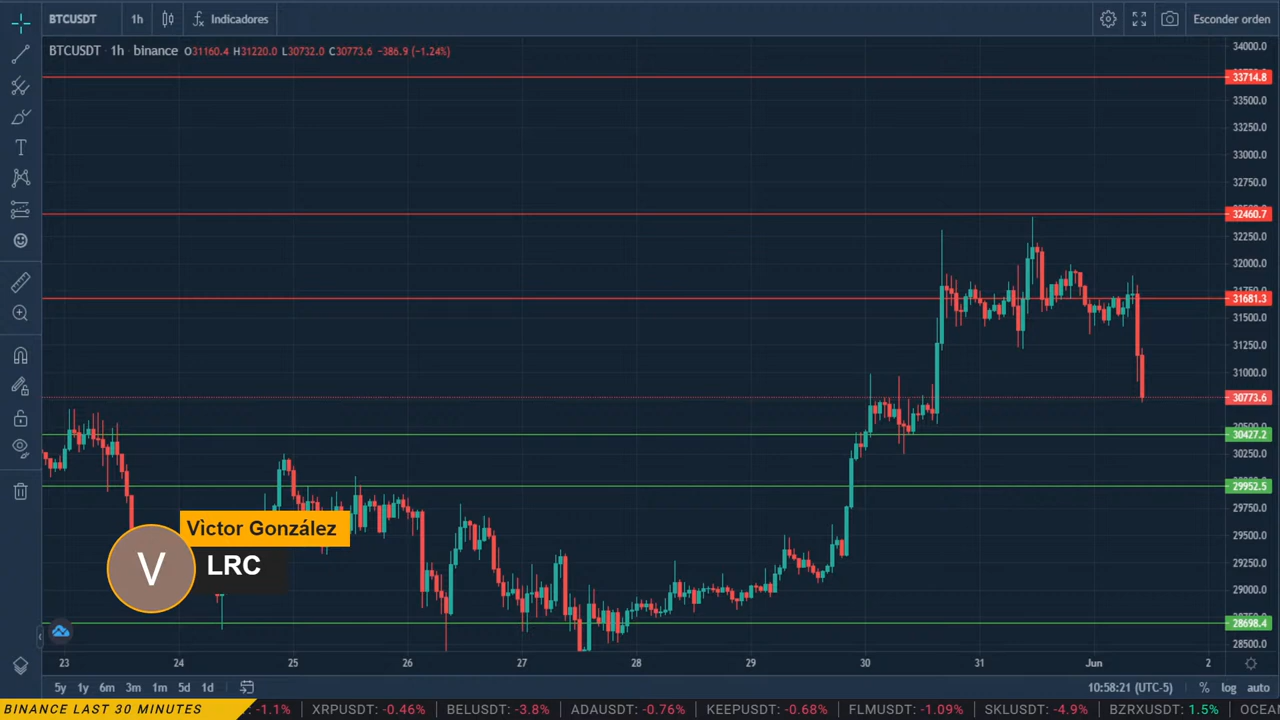 BTCUSDT 1h Indicadores Esconder orden
BTCUSDT 1h binance O31160.4 H31220.0 L30732.0 C30773.6 -386.9 (-1.24%)
34000.0
33714.8
33500.0
33250.0
33000.0
32750.0
32460.7
32250.0
32000.0
31681.3
31500.0
31250.0
31000.0
30773.6
30427.2
30250.0
29952.5
29750.0
29500.0
29250.0
29000.0
28698.4
28500.0
Vìctor González
V
LRC
23 24 25 26 27 28 29 30 31 Jun 2
5y 1y 6m 3m 1m 5d 1d 10:58:21 (UTC-5) % log auto
BINANCE LAST 30 MINUTES -1.1% XRPUSDT: -0.46% BELUSDT: -3.8% ADAUSDT: -0.76% KEEPUSDT: -0.68% FLMUSDT: -1.09% SKLUSDT: -4.9% BZRXUSDT: 1.5% OCEA